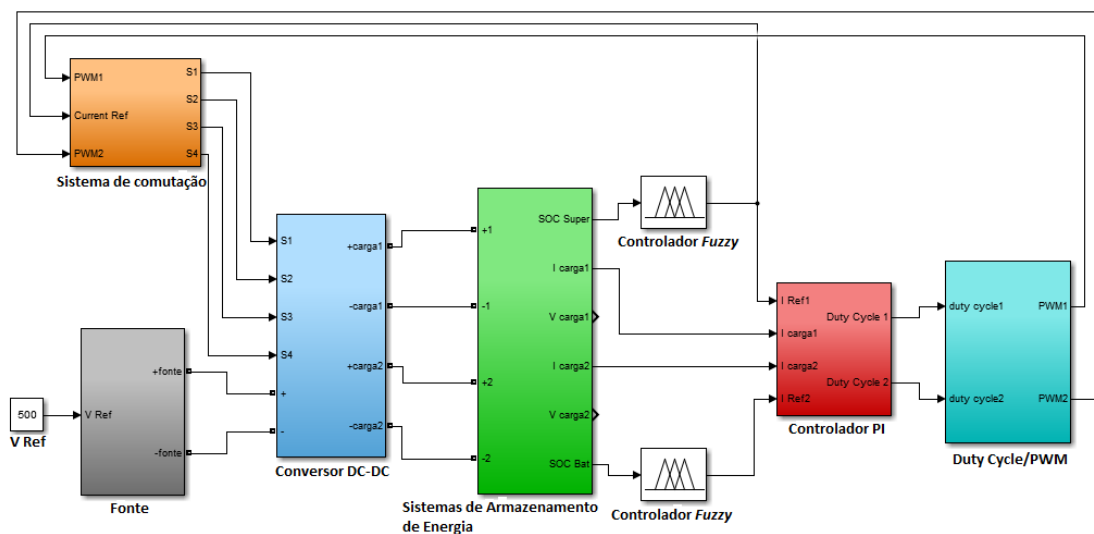 PWM1
Current Ref
PWM2
S1
S2
S3
S4
Sistema de comutação
S1
S2
S3
S4
+
-
+carga1
-carga1
+carga2
-carga2
Conversor DC-DC
500
V Ref
V Ref
+fonte
-fonte
Fonte
+1
-1
+2
-2
SOC Super
I carga1
V carga1
I carga2
V carga2
SOC Bat
Sistemas de Armazenamento
de Energia
Controlador Fuzzy
Controlador Fuzzy
I Ref1
I carga1
I carga2
I Ref2
Duty Cycle 1
Duty Cycle 2
Controlador PI
duty cycle1
duty cycle2
PWM1
PWM2
Duty Cycle/PWM